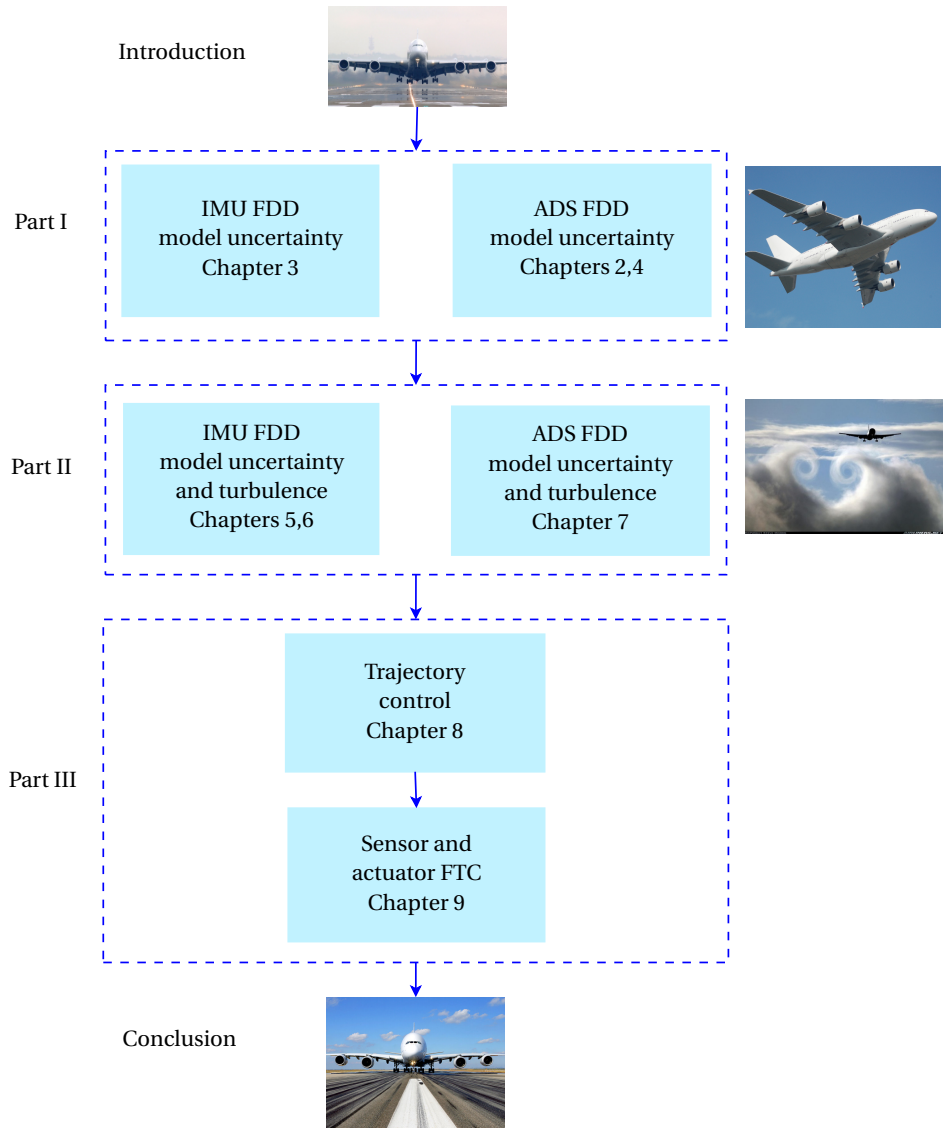 Introduction
Part I
IMU FDD
model uncertainty
Chapter 3
ADS FDD
model uncertainty
Chapters 2,4
Part II
IMU FDD
model uncertainty
and turbulence
Chapters 5,6
ADS FDD
model uncertainty
and turbulence
Chapter 7
Part III
Trajectory
control
Chapter 8
Sensor and
actuator FTC
Chapter 9
Conclusion